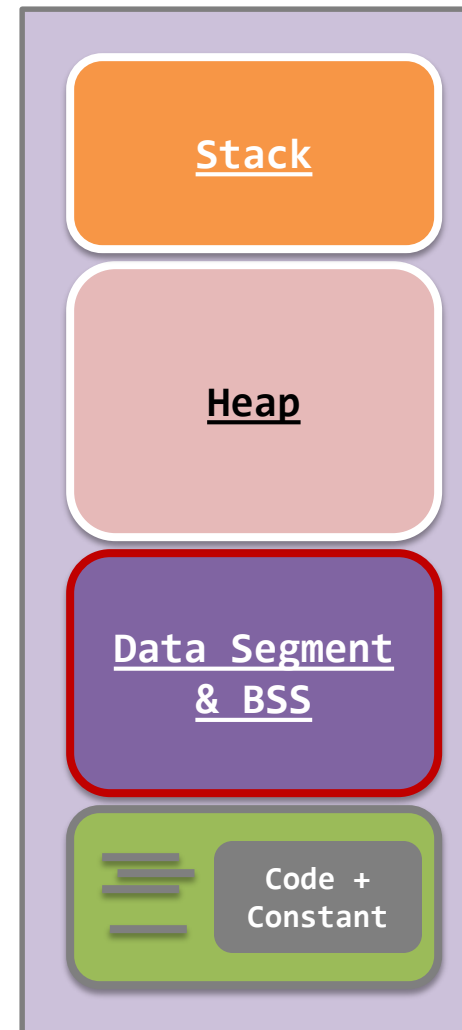 Stack
Heap
Data Segment
& BSS
Code +
Constant